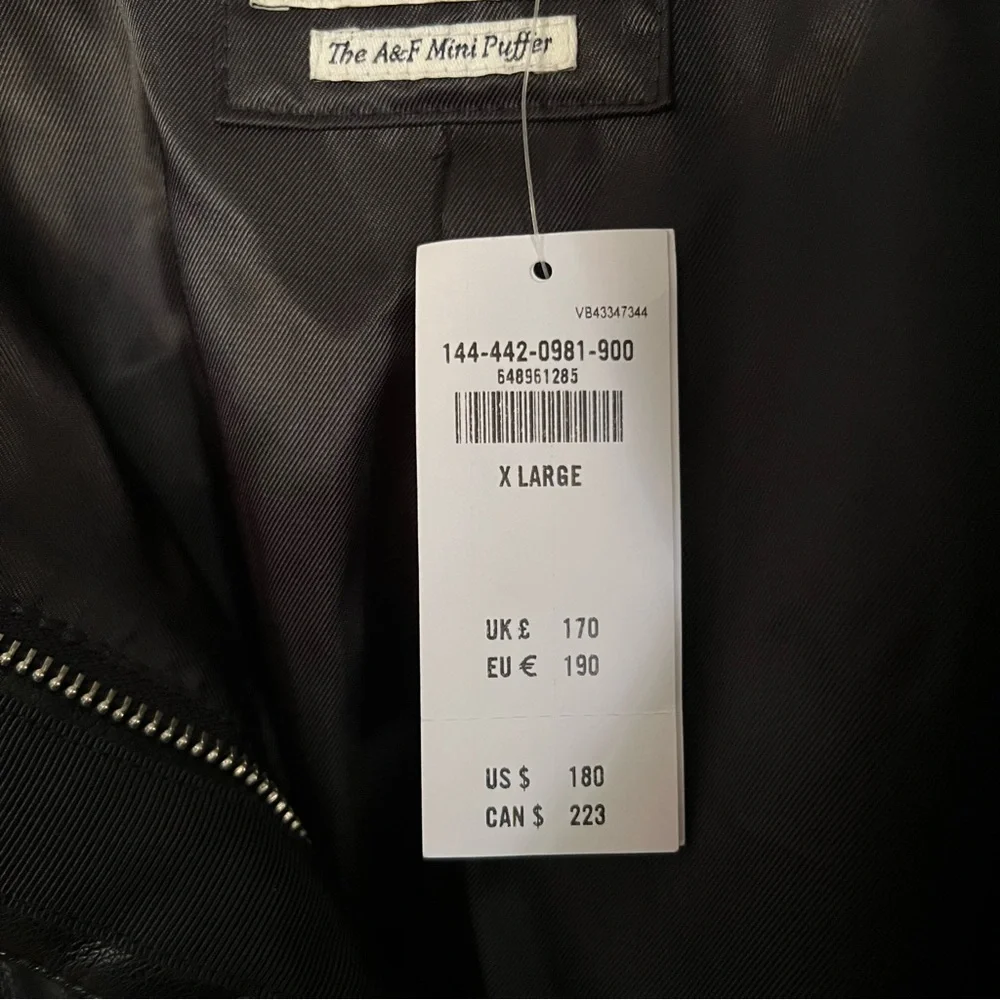 The A&F Mini Puffer
VB43347344
144-442-0981-900
648961285
X LARGE
UK £ 170
EU € 190
US $ 180
CAN $ 223